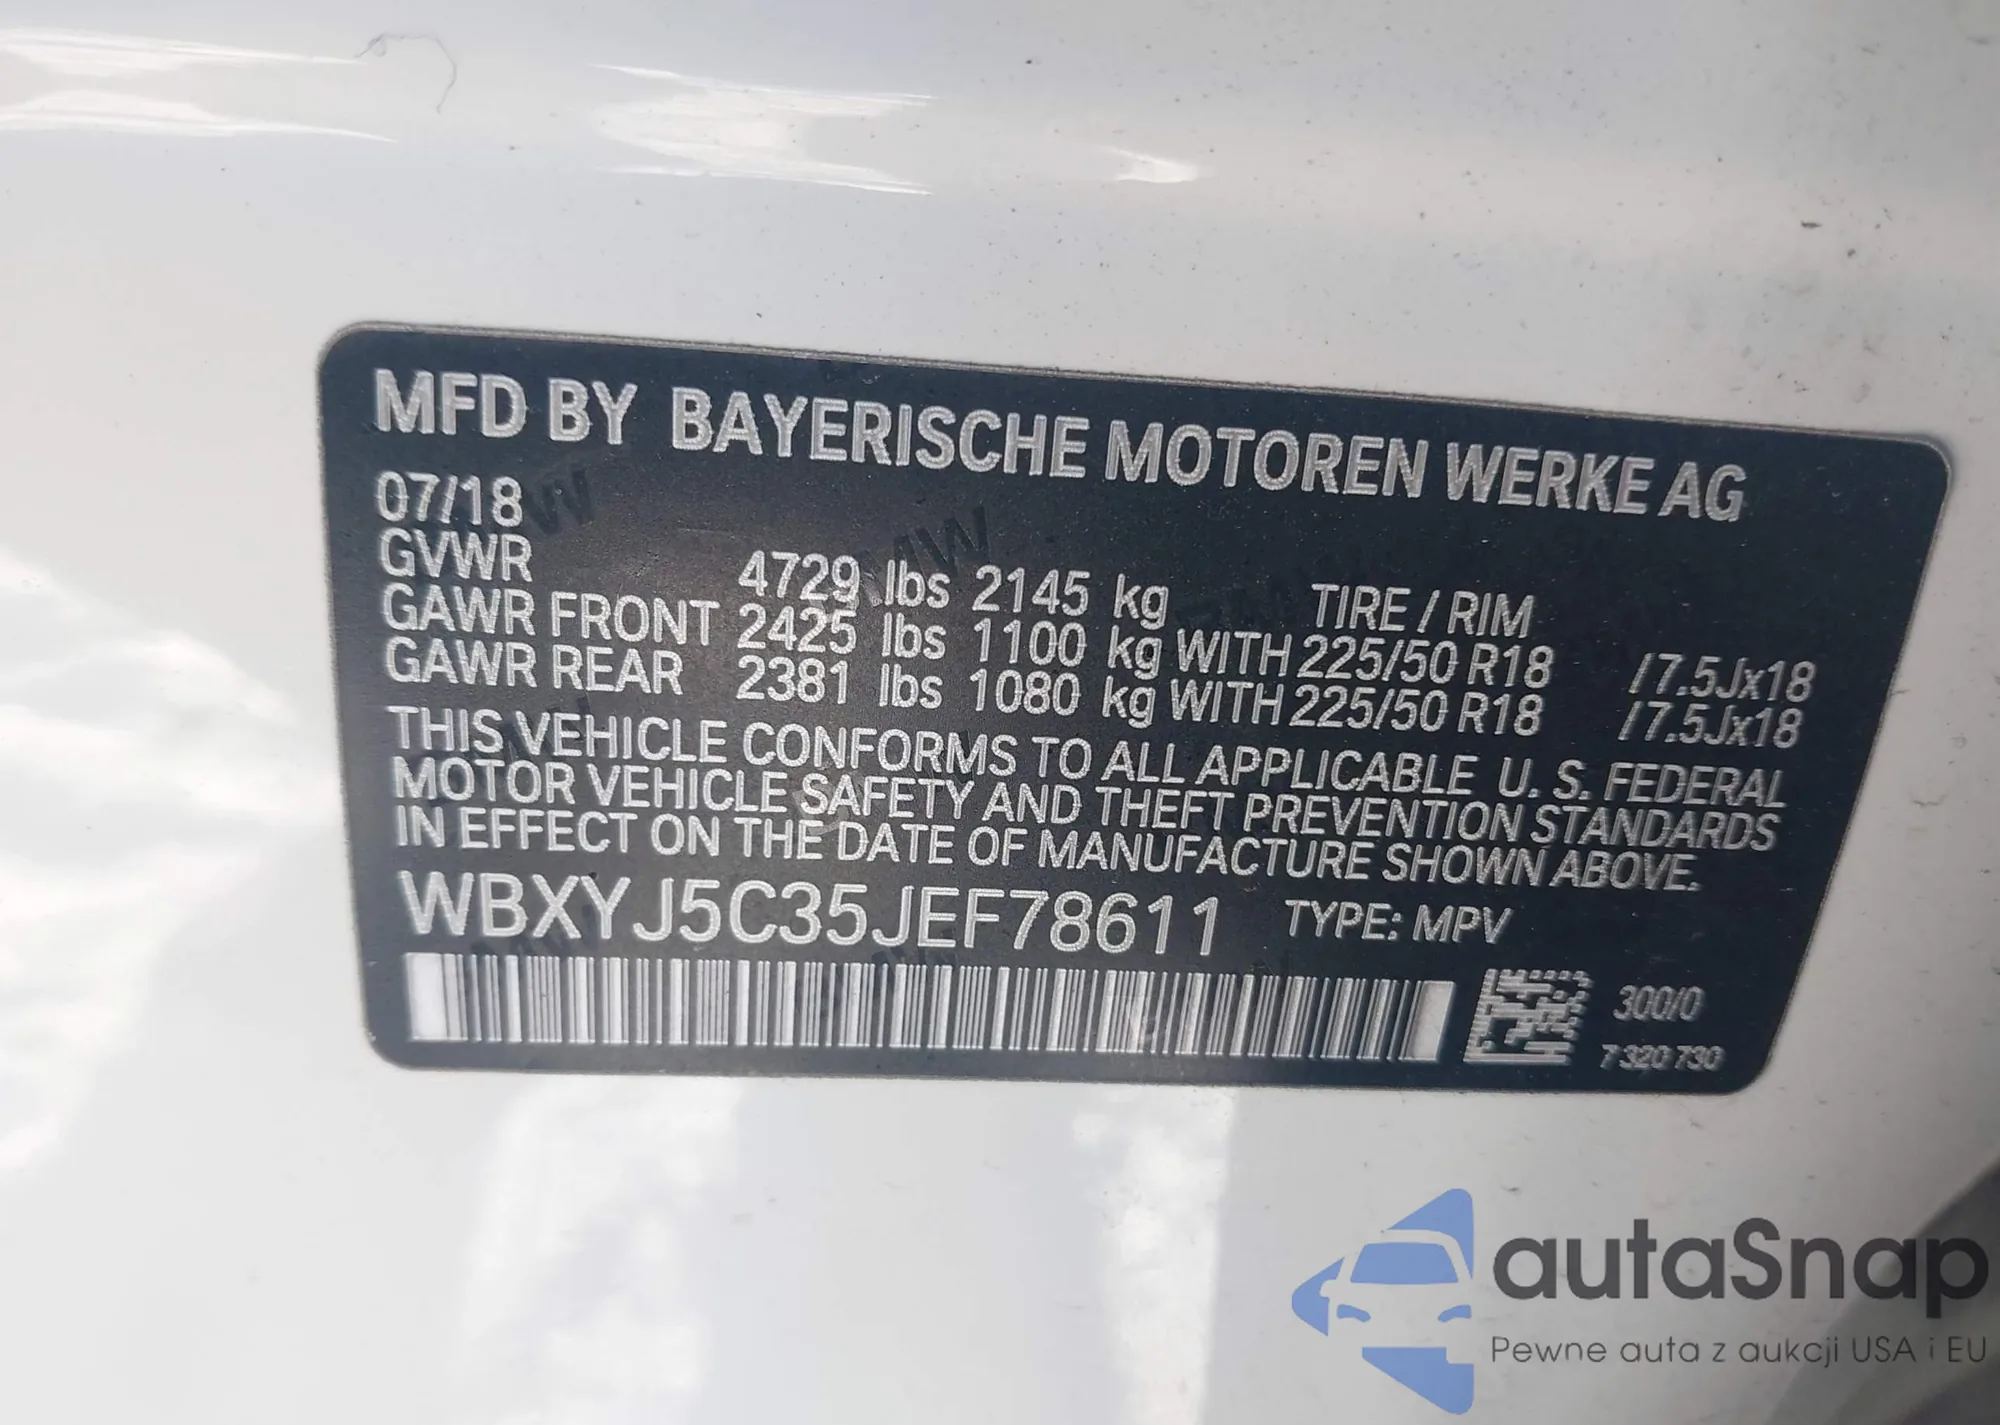 MFD BY BAYERISCHE MOTOREN WERKE AG
07/18
GVWR 4729 lbs 2145 kg TIRE / RIM
GAWR FRONT 2425 lbs 1100 kg WITH 225/50 R18 /7.5Jx18
GAWR REAR 2381 lbs 1080 kg WITH 225/50 R18 /7.5Jx18
THIS VEHICLE CONFORMS TO ALL APPLICABLE U. S. FEDERAL
MOTOR VEHICLE SAFETY AND THEFT PREVENTION STANDARDS
IN EFFECT ON THE DATE OF MANUFACTURE SHOWN ABOVE.
WBXYJ5C35JEF78611 TYPE: MPV
300/0
7 320 730
autaSnap
Pewne auta z aukcji USA i EU